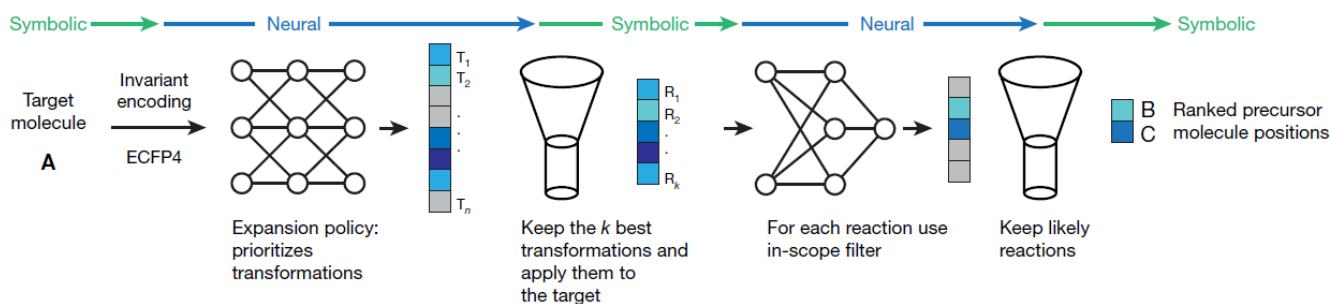 Symbolic Neural Symbolic Neural Symbolic
Target
molecule
A
Invariant
encoding
ECFP4
Expansion policy:
prioritizes
transformations
T1
T2
.
.
.
Tn
Keep the k best
transformations and
apply them to
the target
R1
R2
.
.
Rk
For each reaction use
in-scope filter
Keep likely
reactions
B
C
Ranked precursor
molecule positions